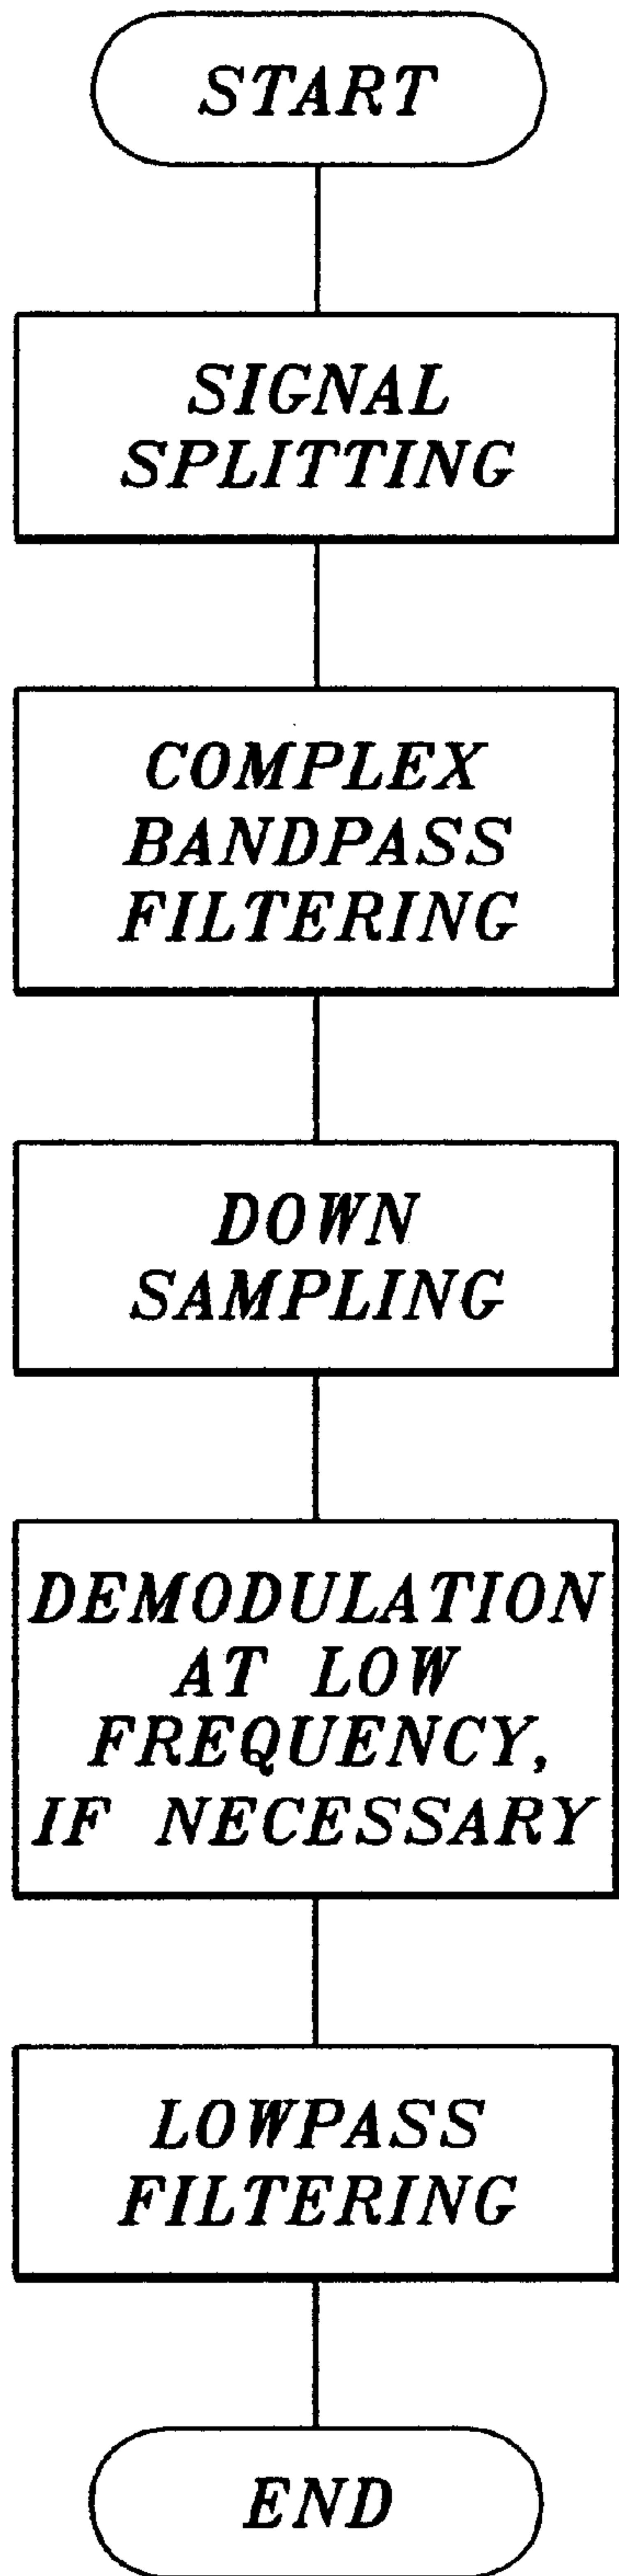 START
SIGNAL
SPLITTING
COMPLEX
BANDPASS
FILTERING
DOWN
SAMPLING
DEMODULATION
AT LOW
FREQUENCY,
IF NECESSARY
LOWPASS
FILTERING
END